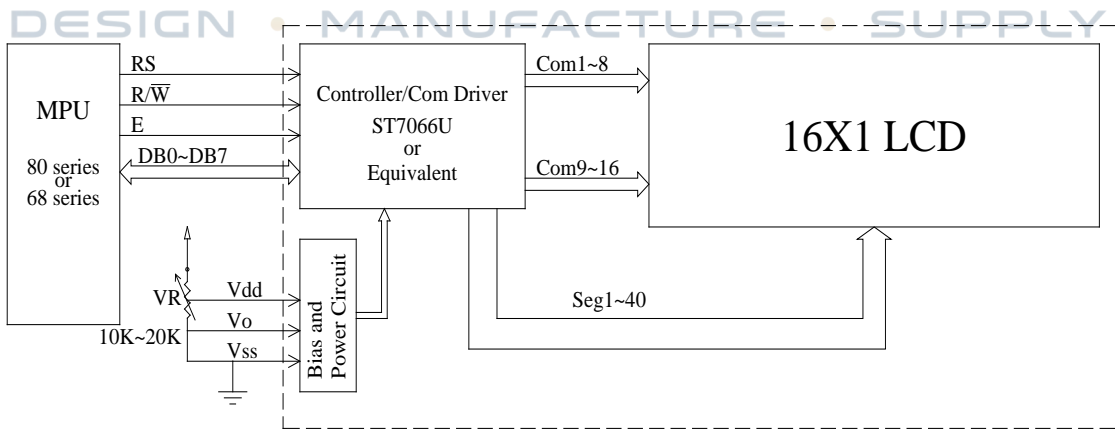 DESIGN • MANUFACTURE • SUPPLY
MPU
80 series
or
68 series
RS
R/W̅
E
DB0~DB7
Controller/Com Driver
ST7066U
or
Equivalent
Com1~8
Com9~16
16X1 LCD
VR
10K~20K
Vdd
Vo
Vss
Bias and
Power Circuit
Seg1~40